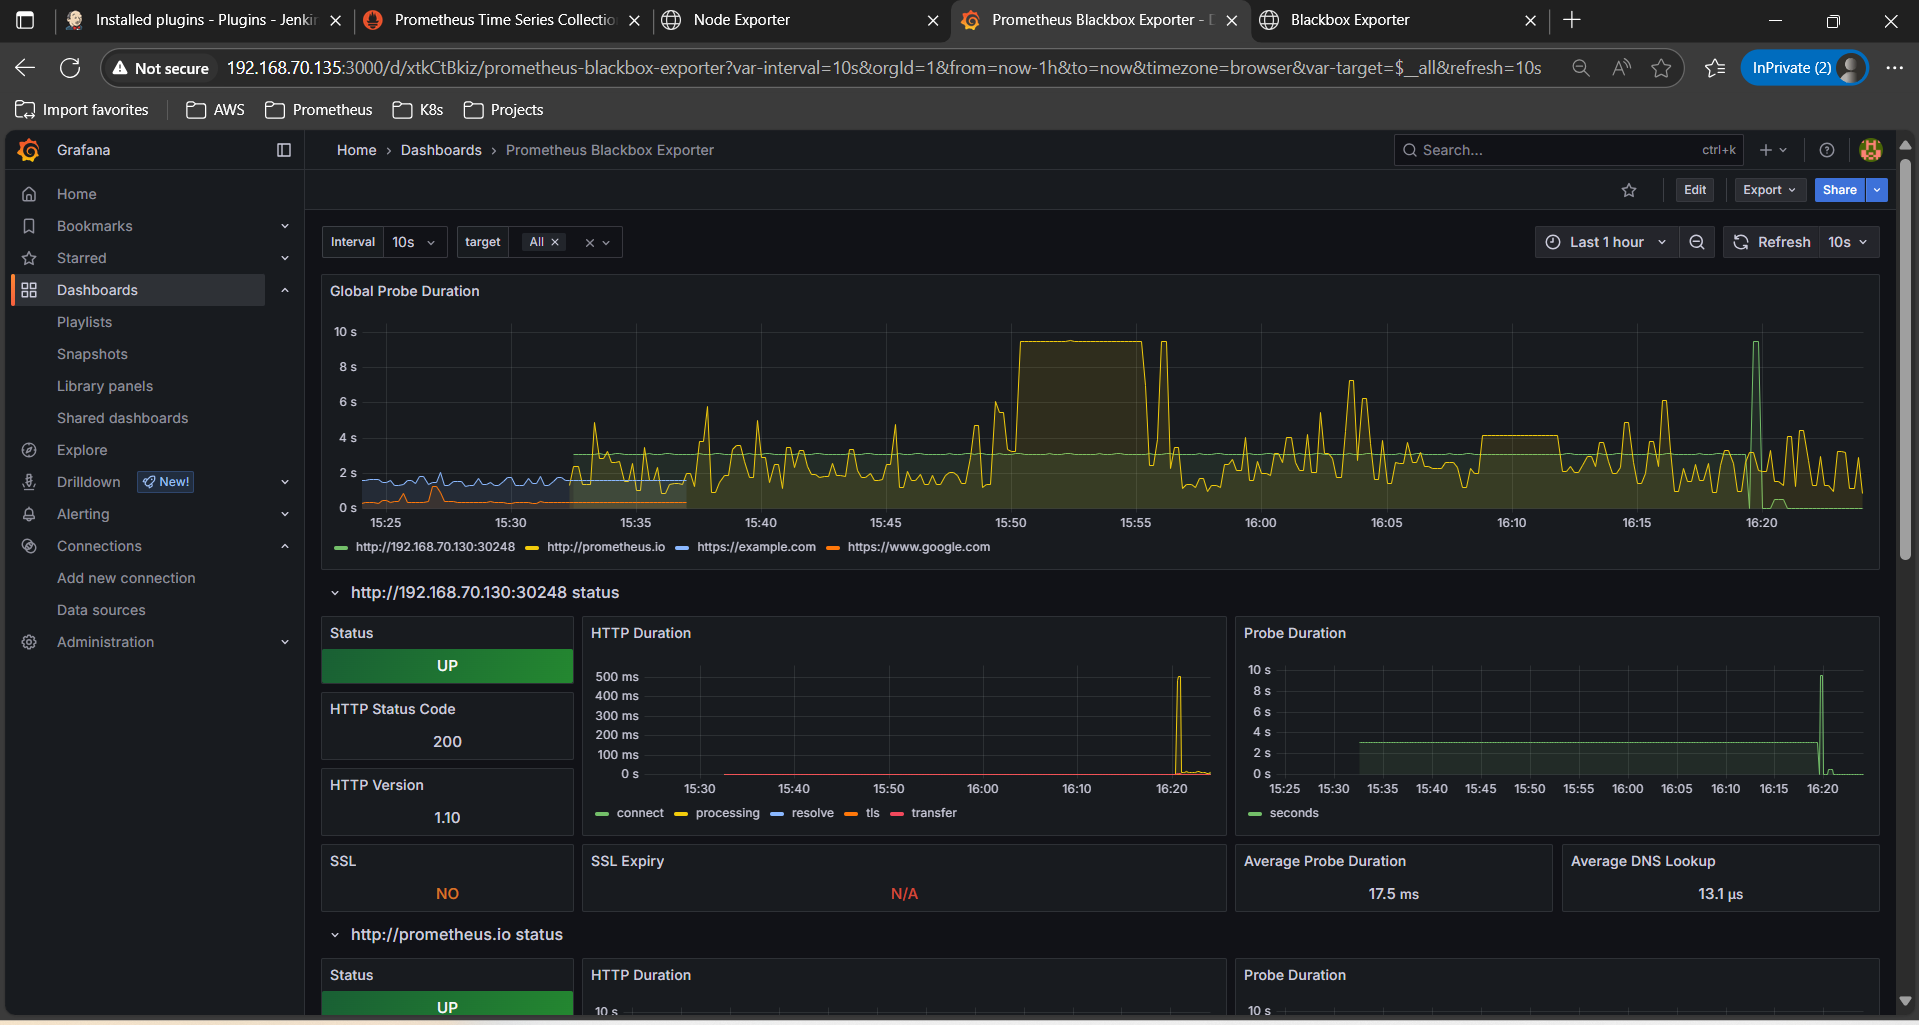 Installed plugins - Plugins - Jenki
Prometheus Time Series Collectio
Node Exporter
Prometheus Blackbox Exporter - D
Blackbox Exporter
Not secure
192.168.70.135:3000/d/xtkCtBkiz/prometheus-blackbox-exporter?var-interval=10s&orgId=1&from=now-1h&to=now&timezone=browser&var-target=$__all&refresh=10s
InPrivate (2)
Import favorites
AWS
Prometheus
K8s
Projects
Grafana
Home › Dashboards › Prometheus Blackbox Exporter
Search...
ctrl+k
Home
Bookmarks
Starred
Dashboards
Playlists
Snapshots
Library panels
Shared dashboards
Explore
Drilldown New!
Alerting
Connections
Add new connection
Data sources
Administration
Edit
Export
Share
Interval 10s
target All
Last 1 hour
Refresh 10s
Global Probe Duration
10 s
8 s
6 s
4 s
2 s
0 s
15:25 15:30 15:35 15:40 15:45 15:50 15:55 16:00 16:05 16:10 16:15 16:20
http://192.168.70.130:30248 http://prometheus.io https://example.com https://www.google.com
http://192.168.70.130:30248 status
Status
UP
HTTP Status Code
200
HTTP Version
1.10
HTTP Duration
500 ms
400 ms
300 ms
200 ms
100 ms
0 s
15:30 15:40 15:50 16:00 16:10 16:20
connect processing resolve tls transfer
Probe Duration
10 s
8 s
6 s
4 s
2 s
0 s
15:25 15:30 15:35 15:40 15:45 15:50 15:55 16:00 16:05 16:10 16:15 16:20
seconds
SSL
NO
SSL Expiry
N/A
Average Probe Duration
17.5 ms
Average DNS Lookup
13.1 µs
http://prometheus.io status
Status
UP
HTTP Duration
10 s
Probe Duration
10 s